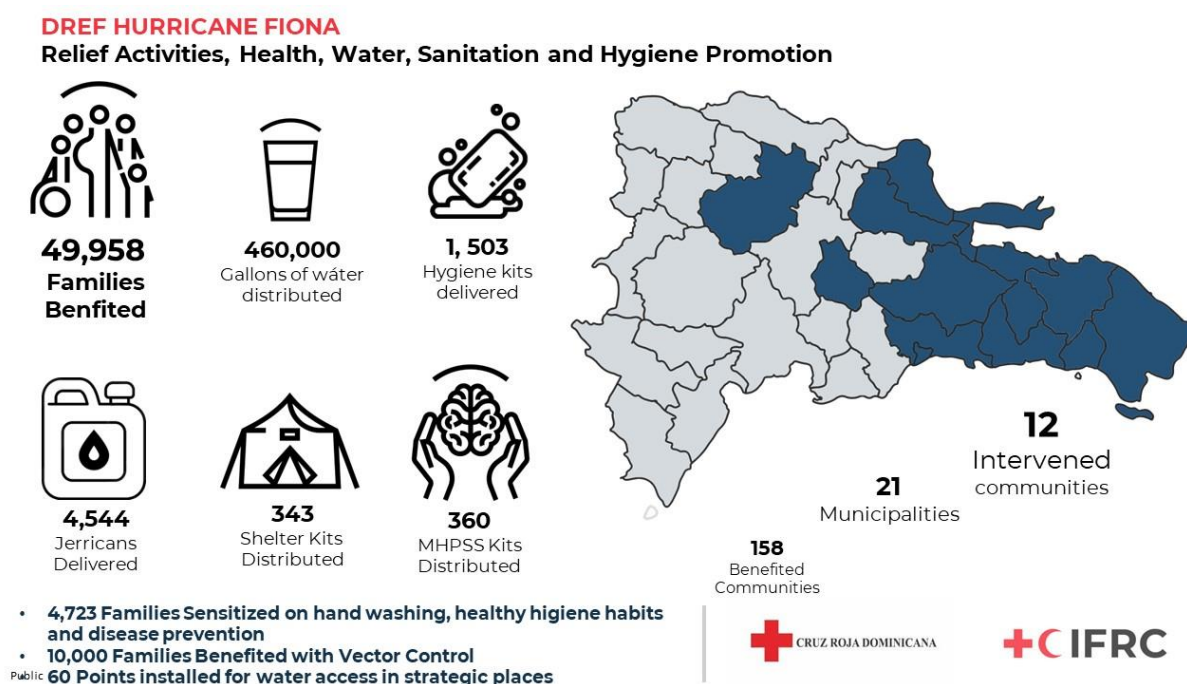 DREF HURRICANE FIONA
Relief Activities, Health, Water, Sanitation and Hygiene Promotion
49,958
Families
Benfited
460,000
Gallons of wáter
distributed
1, 503
Hygiene kits
delivered
4,544
Jerricans
Delivered
343
Shelter Kits
Distributed
360
MHPSS Kits
Distributed
12
Intervened
communities
21
Municipalities
158
Benefited
Communities
• 4,723 Families Sensitized on hand washing, healthy higiene habits
and disease prevention
• 10,000 Families Benefited with Vector Control
• 60 Points installed for water access in strategic places
Public
CRUZ ROJA DOMINICANA
IFRC